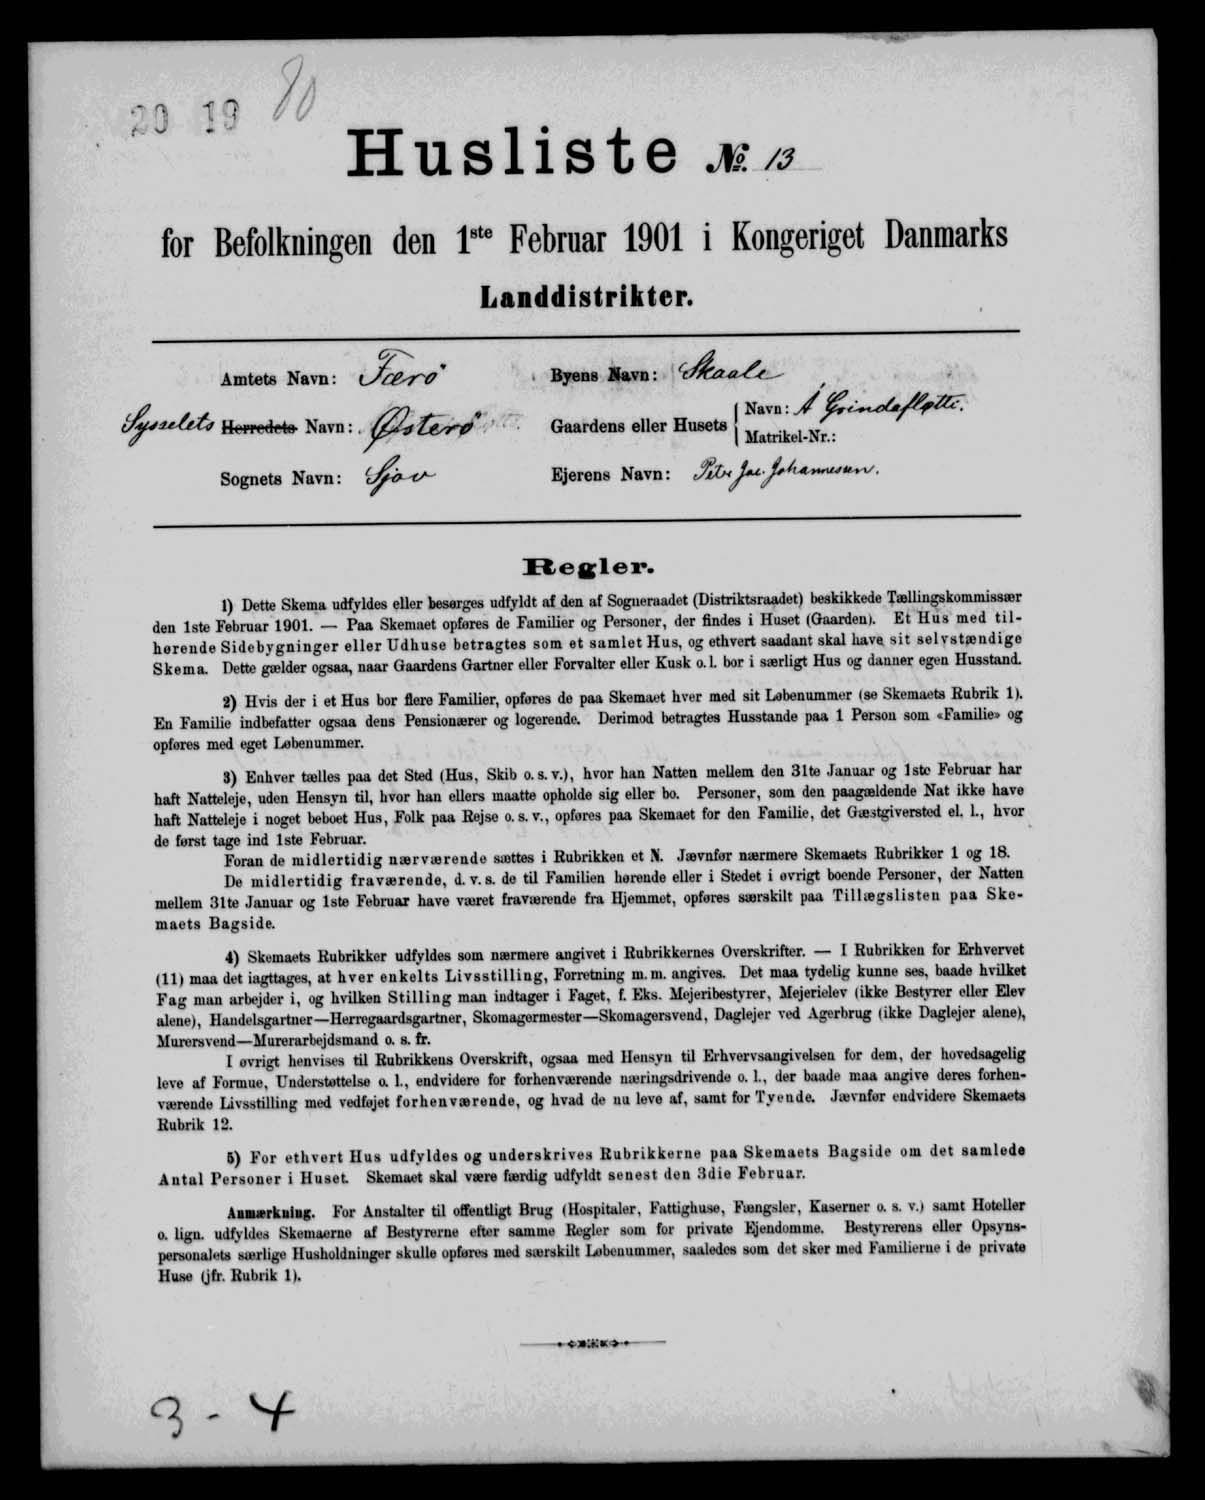 20 19 80
Husliste № 13
for Befolkningen den 1ste Februar 1901 i Kongeriget Danmarks
Landdistrikter.
Amtets Navn: Færø
Byens Navn: Skaale
Sysselets Herredets Navn: Østerø
Gaardens eller Husets Navn: Á Grindafløtti.
Matrikel-Nr.:
Sognets Navn: Sjov
Ejerens Navn: Peter Jac. Johannessen.
Regler.
1) Dette Skema udfyldes eller besørges udfyldt af den af Sogneraadet (Distriktsraadet) beskikkede Tællingskommissær
den 1ste Februar 1901. — Paa Skemaet opføres de Familier og Personer, der findes i Huset (Gaarden). Et Hus med til-
hørende Sidebygninger eller Udhuse betragtes som et samlet Hus, og ethvert saadant skal have sit selvstændige
Skema. Dette gælder ogsaa, naar Gaardens Gartner eller Forvalter eller Kusk o. l. bor i særligt Hus og danner egen Husstand.
2) Hvis der i et Hus bor flere Familier, opføres de paa Skemaet hver med sit Løbenummer (se Skemaets Rubrik 1).
En Familie indbefatter ogsaa dens Pensionærer og logerende. Derimod betragtes Husstande paa 1 Person som «Familie» og
opføres med eget Løbenummer.
3) Enhver tælles paa det Sted (Hus, Skib o. s. v.), hvor han Natten mellem den 31te Januar og 1ste Februar har
haft Natteleje, uden Hensyn til, hvor han ellers maatte opholde sig eller bo. Personer, som den paagældende Nat ikke have
haft Natteleje i noget beboet Hus, Folk paa Rejse o. s. v., opføres paa Skemaet for den Familie, det Gæstgiversted el. l., hvor
de først tage ind 1ste Februar.
Foran de midlertidig nærværende sættes i Rubrikken et N. Jævnfør nærmere Skemaets Rubrikker 1 og 18.
De midlertidig fraværende, d. v. s. de til Familien hørende eller i Stedet i øvrigt boende Personer, der Natten
mellem 31te Januar og 1ste Februar have været fraværende fra Hjemmet, opføres særskilt paa Tillægslisten paa Ske-
maets Bagside.
4) Skemaets Rubrikker udfyldes som nærmere angivet i Rubrikkernes Overskrifter. — I Rubrikken for Erhvervet
(11) maa det iagttages, at hver enkelts Livsstilling, Forretning m. m. angives. Det maa tydelig kunne ses, baade hvilket
Fag man arbejder i, og hvilken Stilling man indtager i Faget, f. Eks. Mejeribestyrer, Mejerielev (ikke Bestyrer eller Elev
alene), Handelsgartner—Herregaardsgartner, Skomagermester—Skomagersvend, Daglejer ved Agerbrug (ikke Daglejer alene),
Murersvend—Murerarbejdsmand o. s. fr.
I øvrigt henvises til Rubrikkens Overskrift, ogsaa med Hensyn til Erhvervsangivelsen for dem, der hovedsagelig
leve af Formue, Understøttelse o. l., endvidere for forhenværende næringsdrivende o. l., der baade maa angive deres forhen-
værende Livsstilling med vedføjet forhenværende, og hvad de nu leve af, samt for Tyende. Jævnfør endvidere Skemaets
Rubrik 12.
5) For ethvert Hus udfyldes og underskrives Rubrikkerne paa Skemaets Bagside om det samlede
Antal Personer i Huset. Skemaet skal være færdig udfyldt senest den 3die Februar.
Anmærkning. For Anstalter til offentligt Brug (Hospitaler, Fattighuse, Fængsler, Kaserner o. s. v.) samt Hoteller
o. lign. udfyldes Skemaerne af Bestyrerne efter samme Regler som for private Ejendomme. Bestyrerens eller Opsyns-
personalets særlige Husholdninger skulle opføres med særskilt Løbenummer, saaledes som det sker med Familierne i de private
Huse (jfr. Rubrik 1).
3 - 4